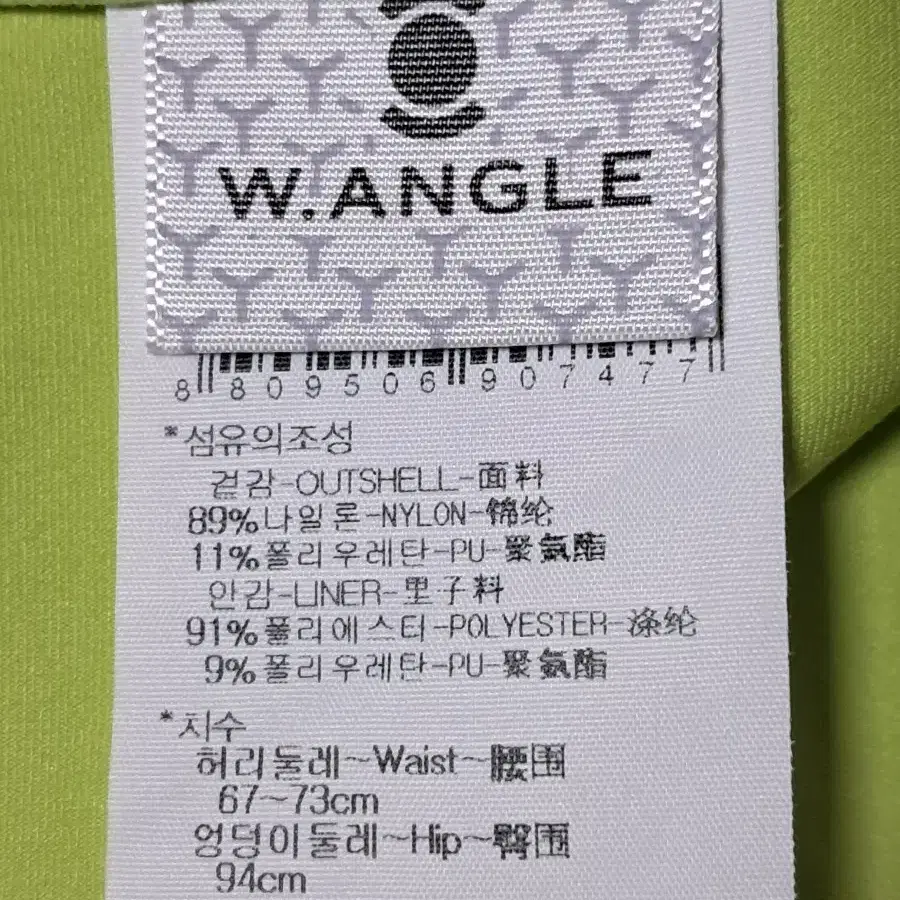 W.ANGLE
8 809506 907477
*섬유의조성
겉감-OUTSHELL-面料
89%나일론-NYLON-锦纶
11%폴리우레탄-PU-聚氨酯
안감-LINER-里子料
91%폴리에스터-POLYESTER-涤纶
9%폴리우레탄-PU-聚氨酯
*치수
허리둘레~Waist~腰围
67~73cm
엉덩이둘레~Hip~臀围
94cm